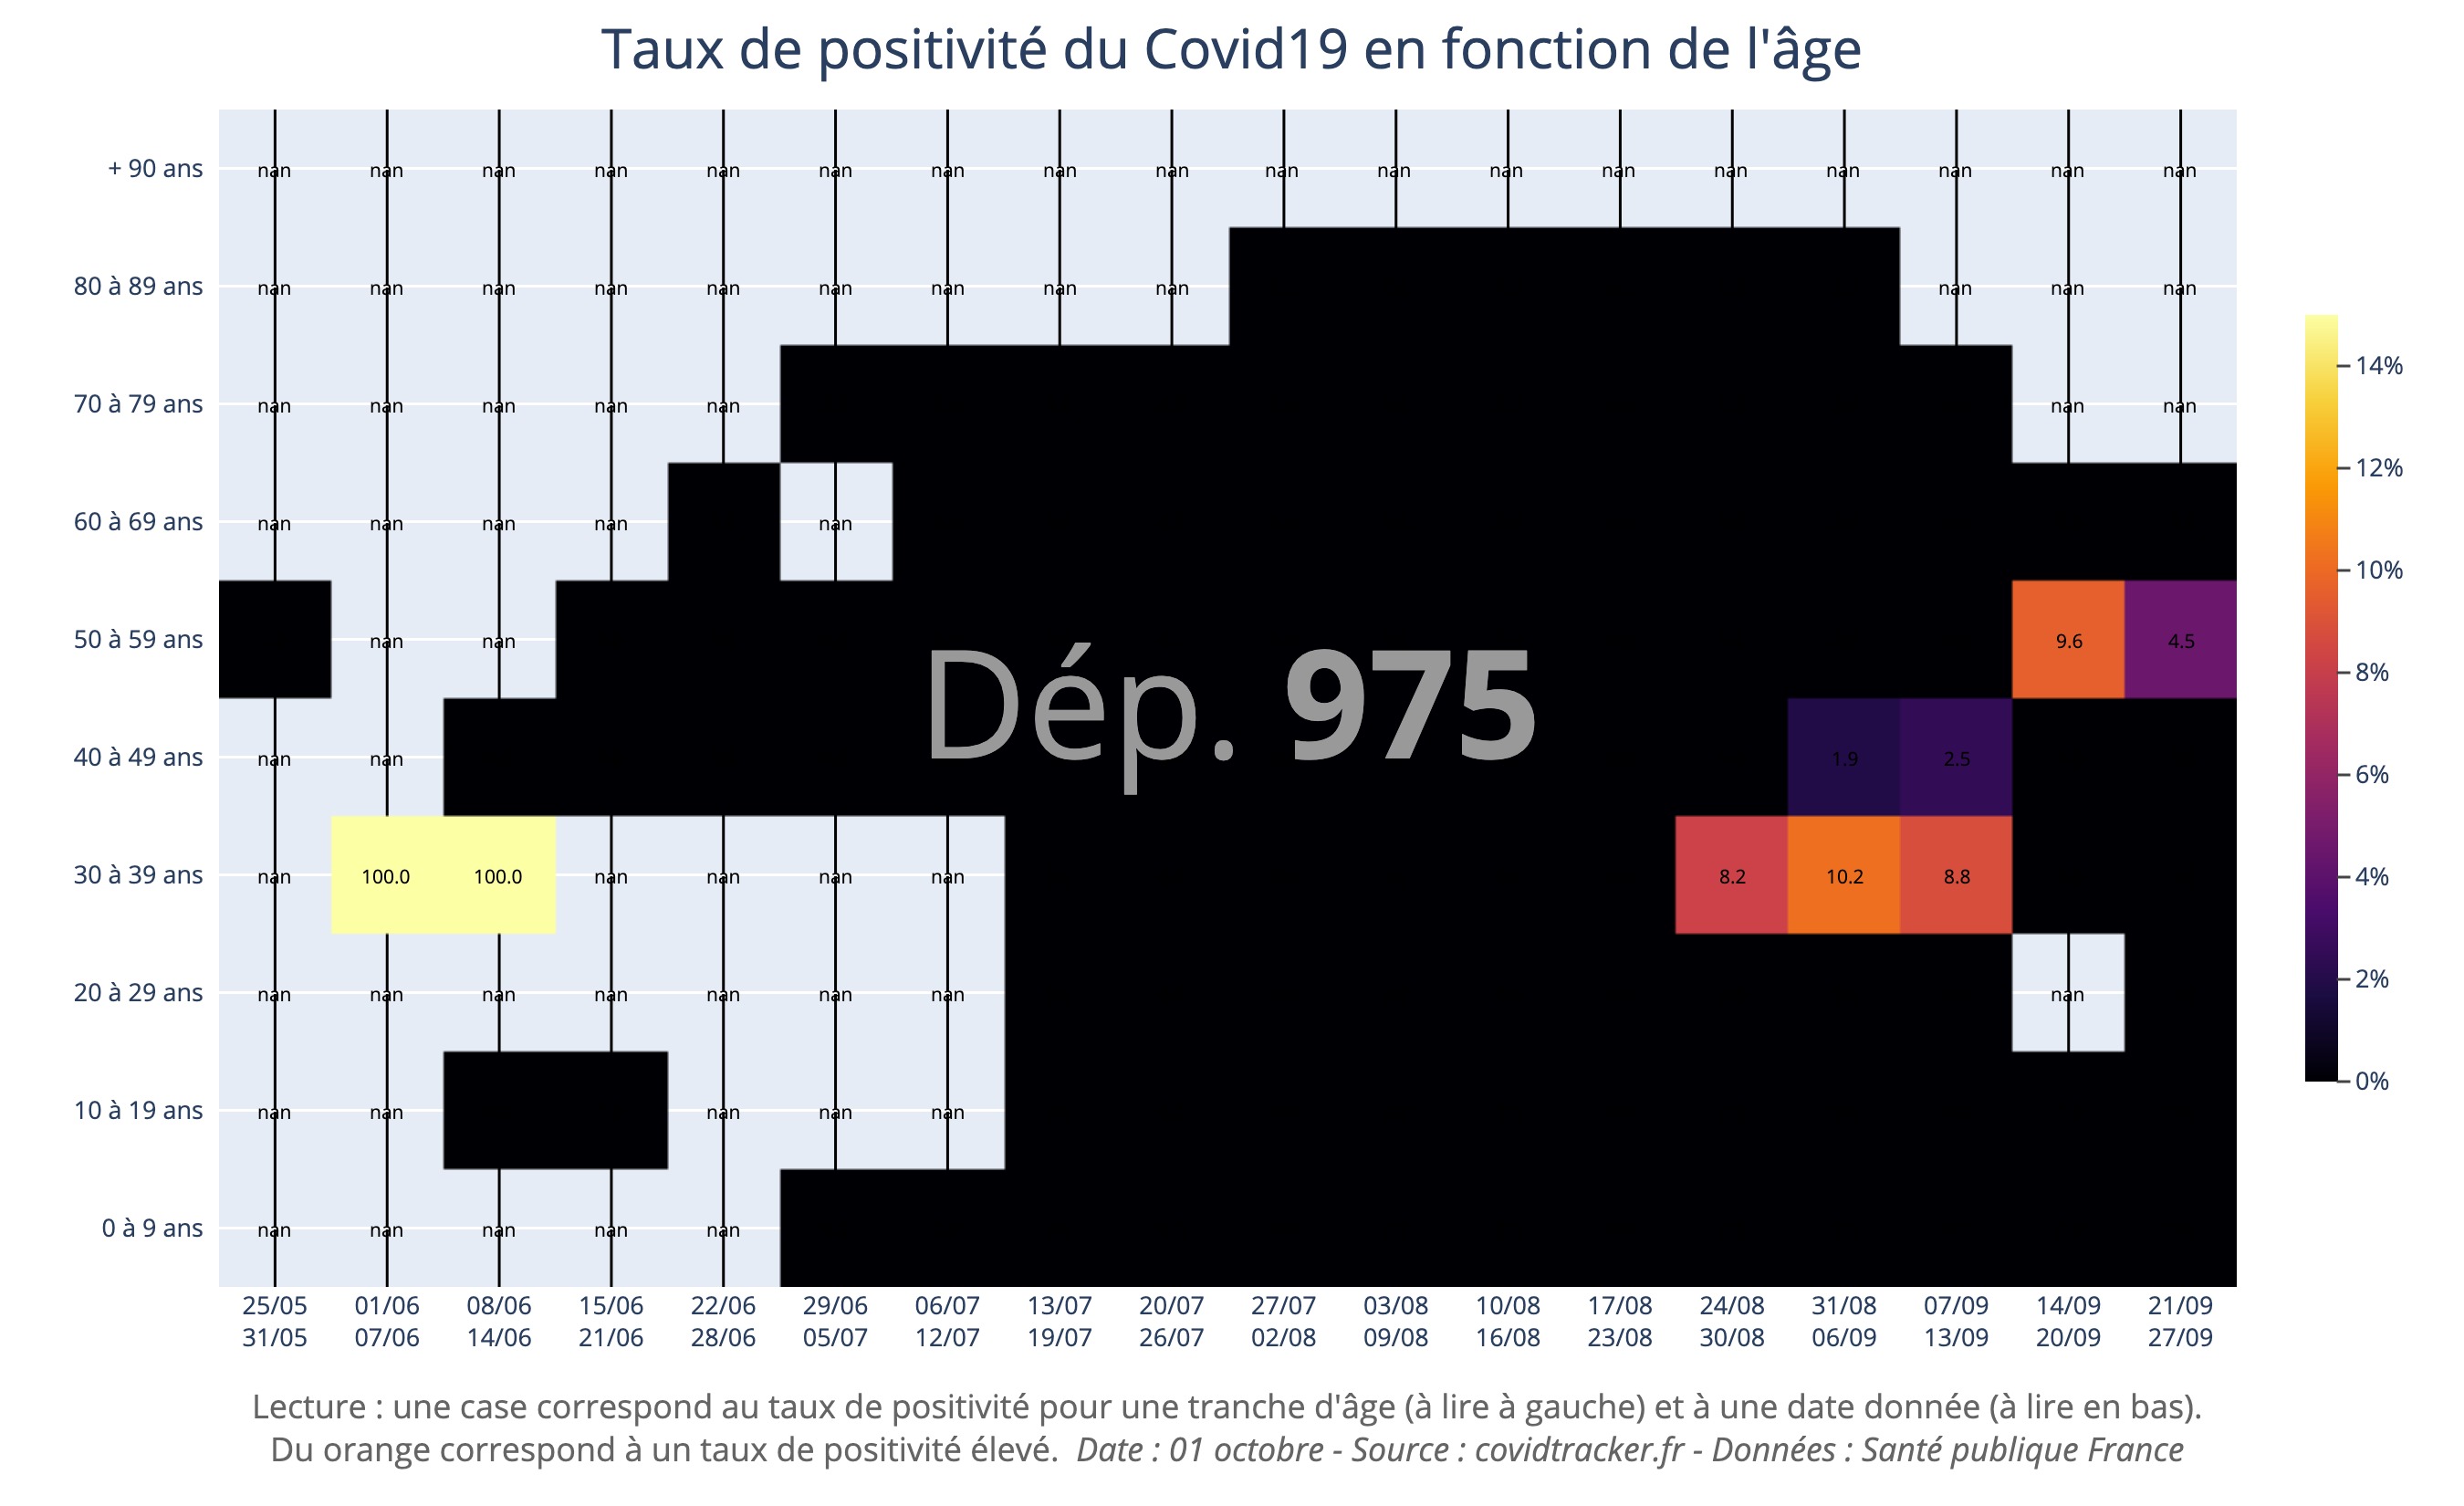 Taux de positivité du Covid19 en fonction de l'âge
+ 90 ans nan nan nan nan nan nan nan nan nan nan nan nan nan nan nan nan nan nan
80 à 89 ans nan nan nan nan nan nan nan nan nan nan nan nan
70 à 79 ans nan nan nan nan nan nan nan
60 à 69 ans nan nan nan nan nan
50 à 59 ans nan nan 9.6 4.5
40 à 49 ans nan nan 1.9 2.5
30 à 39 ans nan 100.0 100.0 nan nan nan nan 8.2 10.2 8.8
20 à 29 ans nan nan nan nan nan nan nan nan
10 à 19 ans nan nan nan nan nan
0 à 9 ans nan nan nan nan nan
Dép. 975
14%
12%
10%
8%
6%
4%
2%
0%
25/05 01/06 08/06 15/06 22/06 29/06 06/07 13/07 20/07 27/07 03/08 10/08 17/08 24/08 31/08 07/09 14/09 21/09
31/05 07/06 14/06 21/06 28/06 05/07 12/07 19/07 26/07 02/08 09/08 16/08 23/08 30/08 06/09 13/09 20/09 27/09
Lecture : une case correspond au taux de positivité pour une tranche d'âge (à lire à gauche) et à une date donnée (à lire en bas).
Du orange correspond à un taux de positivité élevé. Date : 01 octobre - Source : covidtracker.fr - Données : Santé publique France